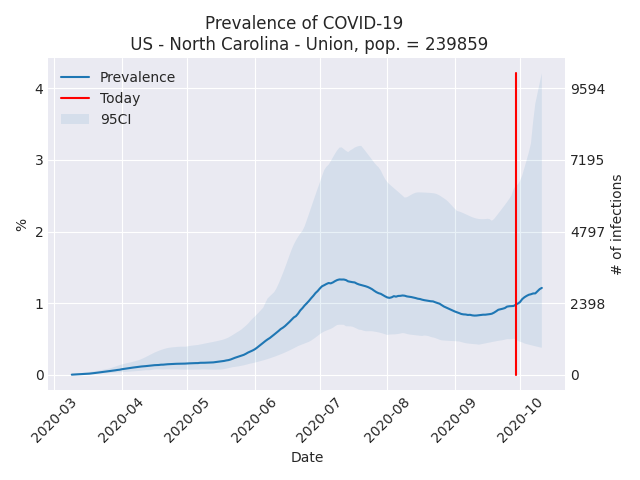 Prevalence of COVID-19
US - North Carolina - Union, pop. = 239859
Prevalence
Today
95CI
4
3
2
1
0
%
9594
7195
4797
2398
0
# of infections
2020-03
2020-04
2020-05
2020-06
2020-07
2020-08
2020-09
2020-10
Date